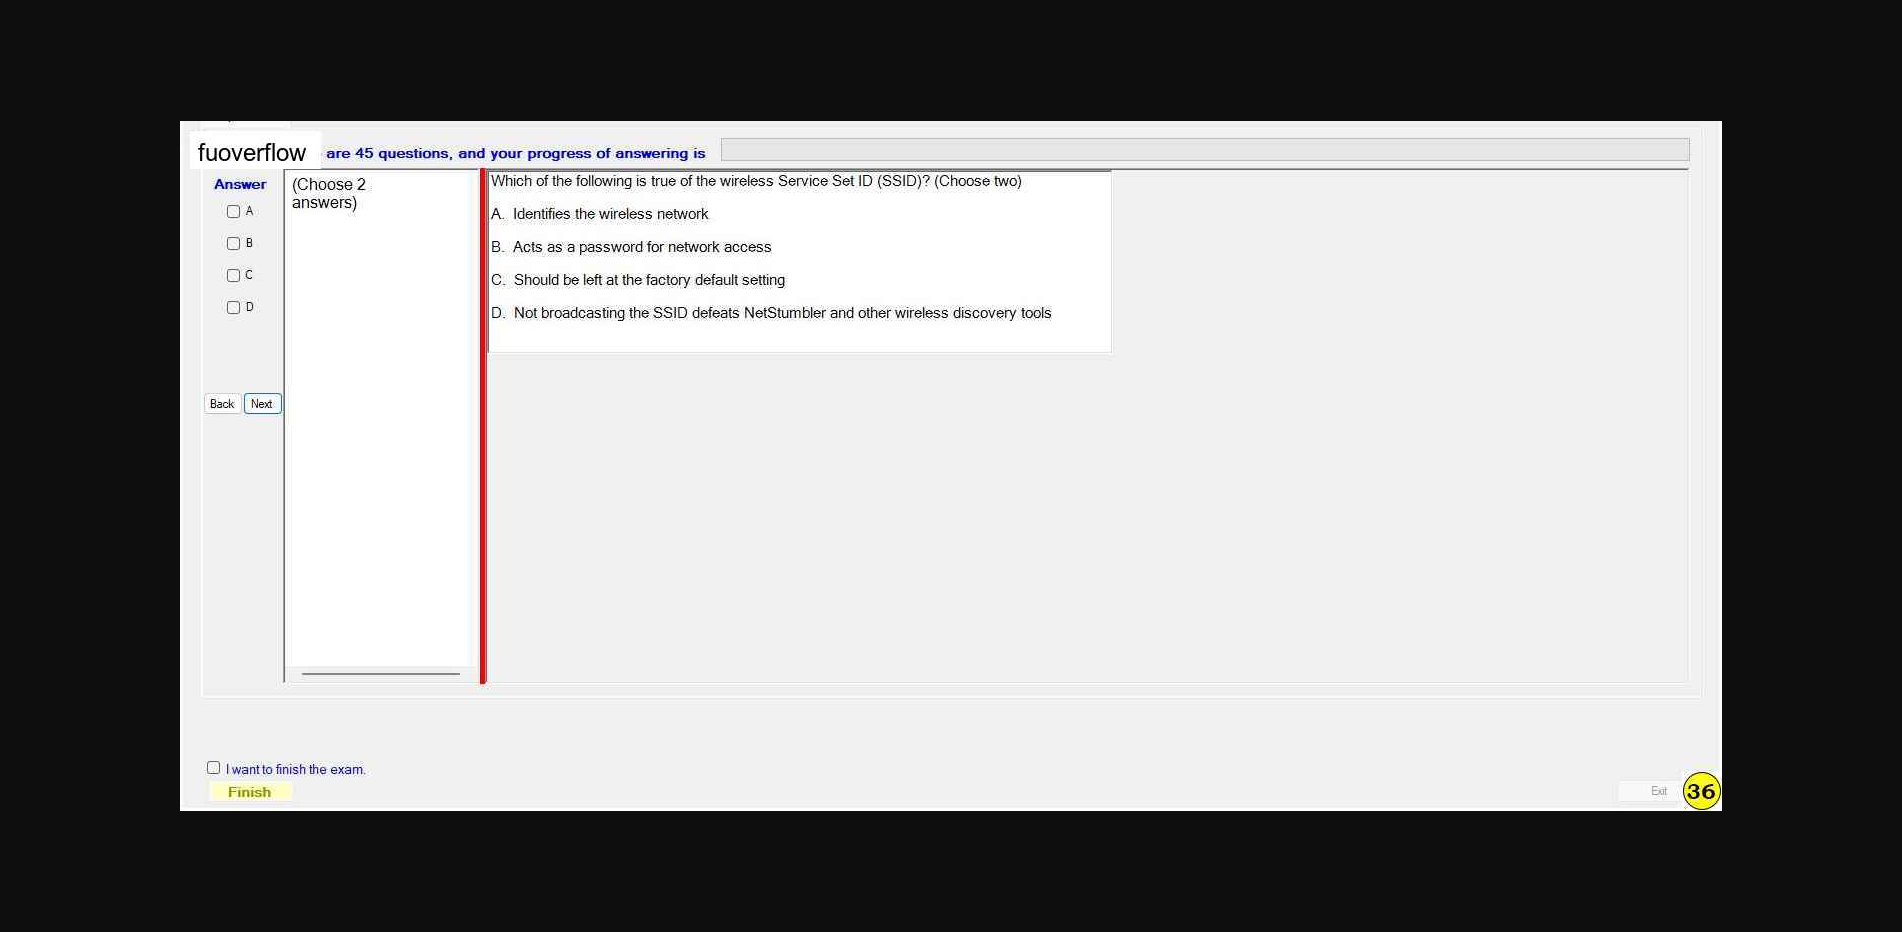 fuoverflow are 45 questions, and your progress of answering is
Answer
A
B
C
D
Back Next
(Choose 2
answers)
Which of the following is true of the wireless Service Set ID (SSID)? (Choose two)
A. Identifies the wireless network
B. Acts as a password for network access
C. Should be left at the factory default setting
D. Not broadcasting the SSID defeats NetStumbler and other wireless discovery tools
I want to finish the exam.
Finish
Exit
36